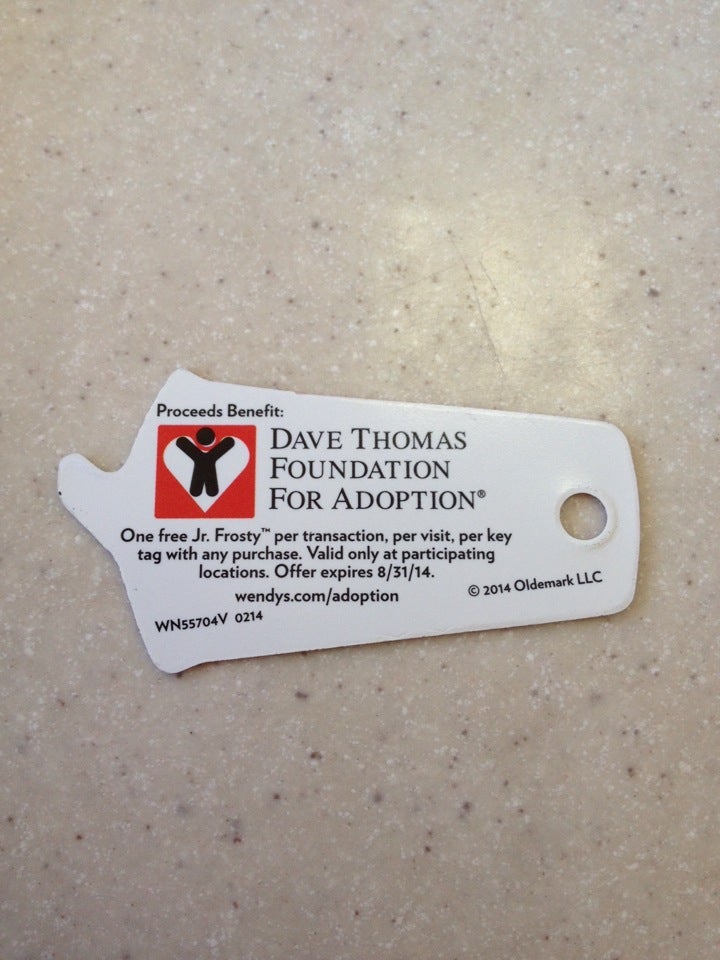 Proceeds Benefit:
DAVE THOMAS
FOUNDATION
FOR ADOPTION®
One free Jr. Frosty™ per transaction, per visit, per key
tag with any purchase. Valid only at participating
locations. Offer expires 8/31/14.
wendys.com/adoption
© 2014 Oldemark LLC
WN55704V 0214